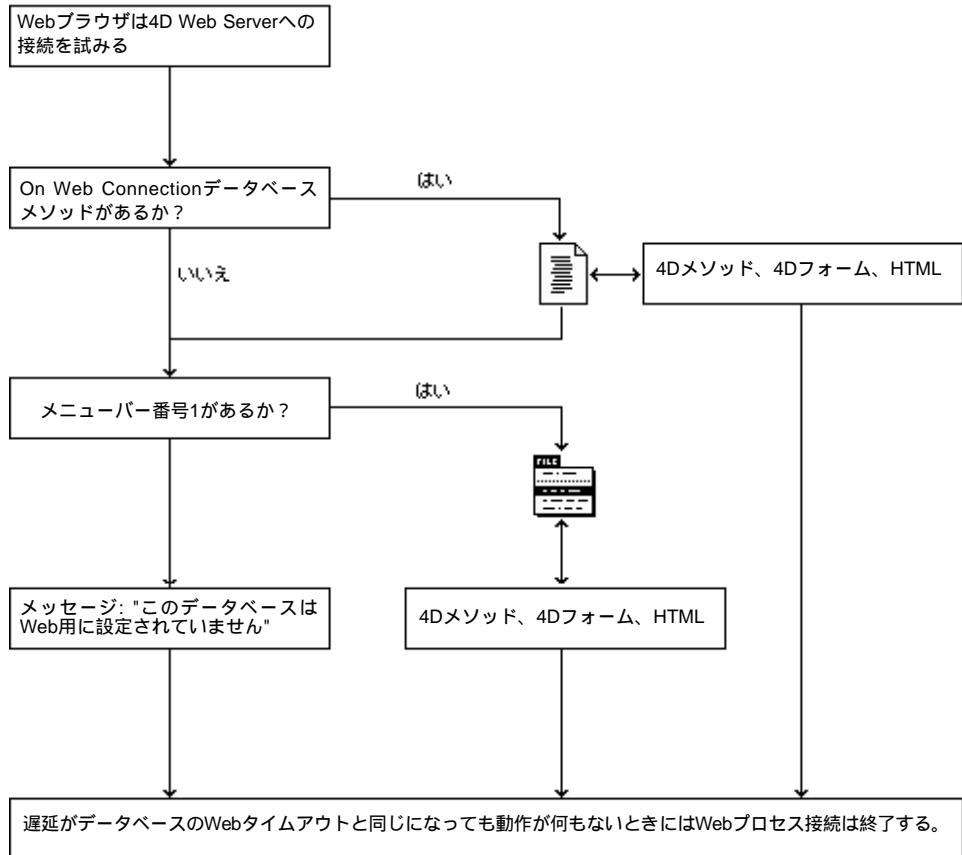 Webブラウザは4D Web Serverへの
接続を試みる
On Web Connectionデータベース
メソッドがあるか？
はい
いいえ
4Dメソッド、4Dフォーム、HTML
メニューバー番号1があるか？
はい
FILE
メッセージ: "このデータベースは
Web用に設定されていません"
4Dメソッド、4Dフォーム、HTML
遅延がデータベースのWebタイムアウトと同じになっても動作が何もないときにはWebプロセス接続は終了する。